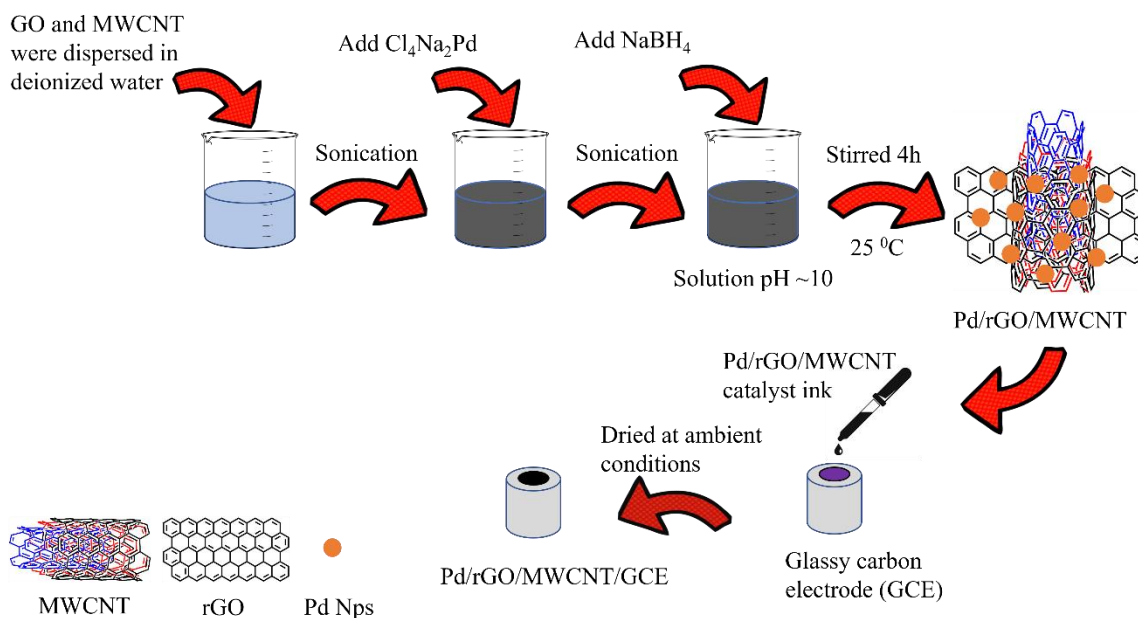 GO and MWCNT
were dispersed in
deionized water
Add Cl₄Na₂Pd
Add NaBH₄
Sonication
Sonication
Stirred 4h
25 ⁰C
Solution pH ~10
Pd/rGO/MWCNT
Pd/rGO/MWCNT
catalyst ink
Dried at ambient
conditions
Glassy carbon
electrode (GCE)
Pd/rGO/MWCNT/GCE
MWCNT
rGO
Pd Nps